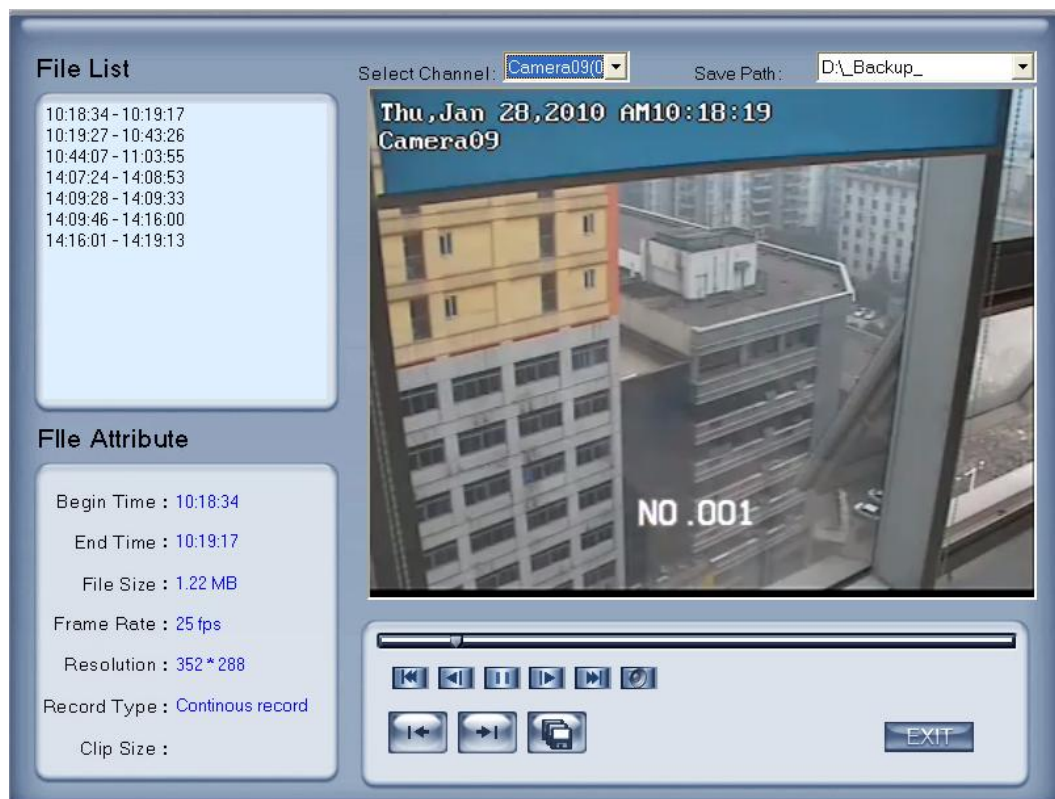 File List
Select Channel:
Camera09(0
Save Path:
D:\_Backup_
10:18:34 - 10:19:17
10:19:27 - 10:43:26
10:44:07 - 11:03:55
14:07:24 - 14:08:53
14:09:28 - 14:09:33
14:09:46 - 14:16:00
14:16:01 - 14:19:13
Thu,Jan 28,2010 AM10:18:19
Camera09
NO.001
FIle Attribute
Begin Time : 10:18:34
End Time : 10:19:17
File Size : 1.22 MB
Frame Rate : 25 fps
Resolution : 352 * 288
Record Type : Continous record
Clip Size :
EXIT